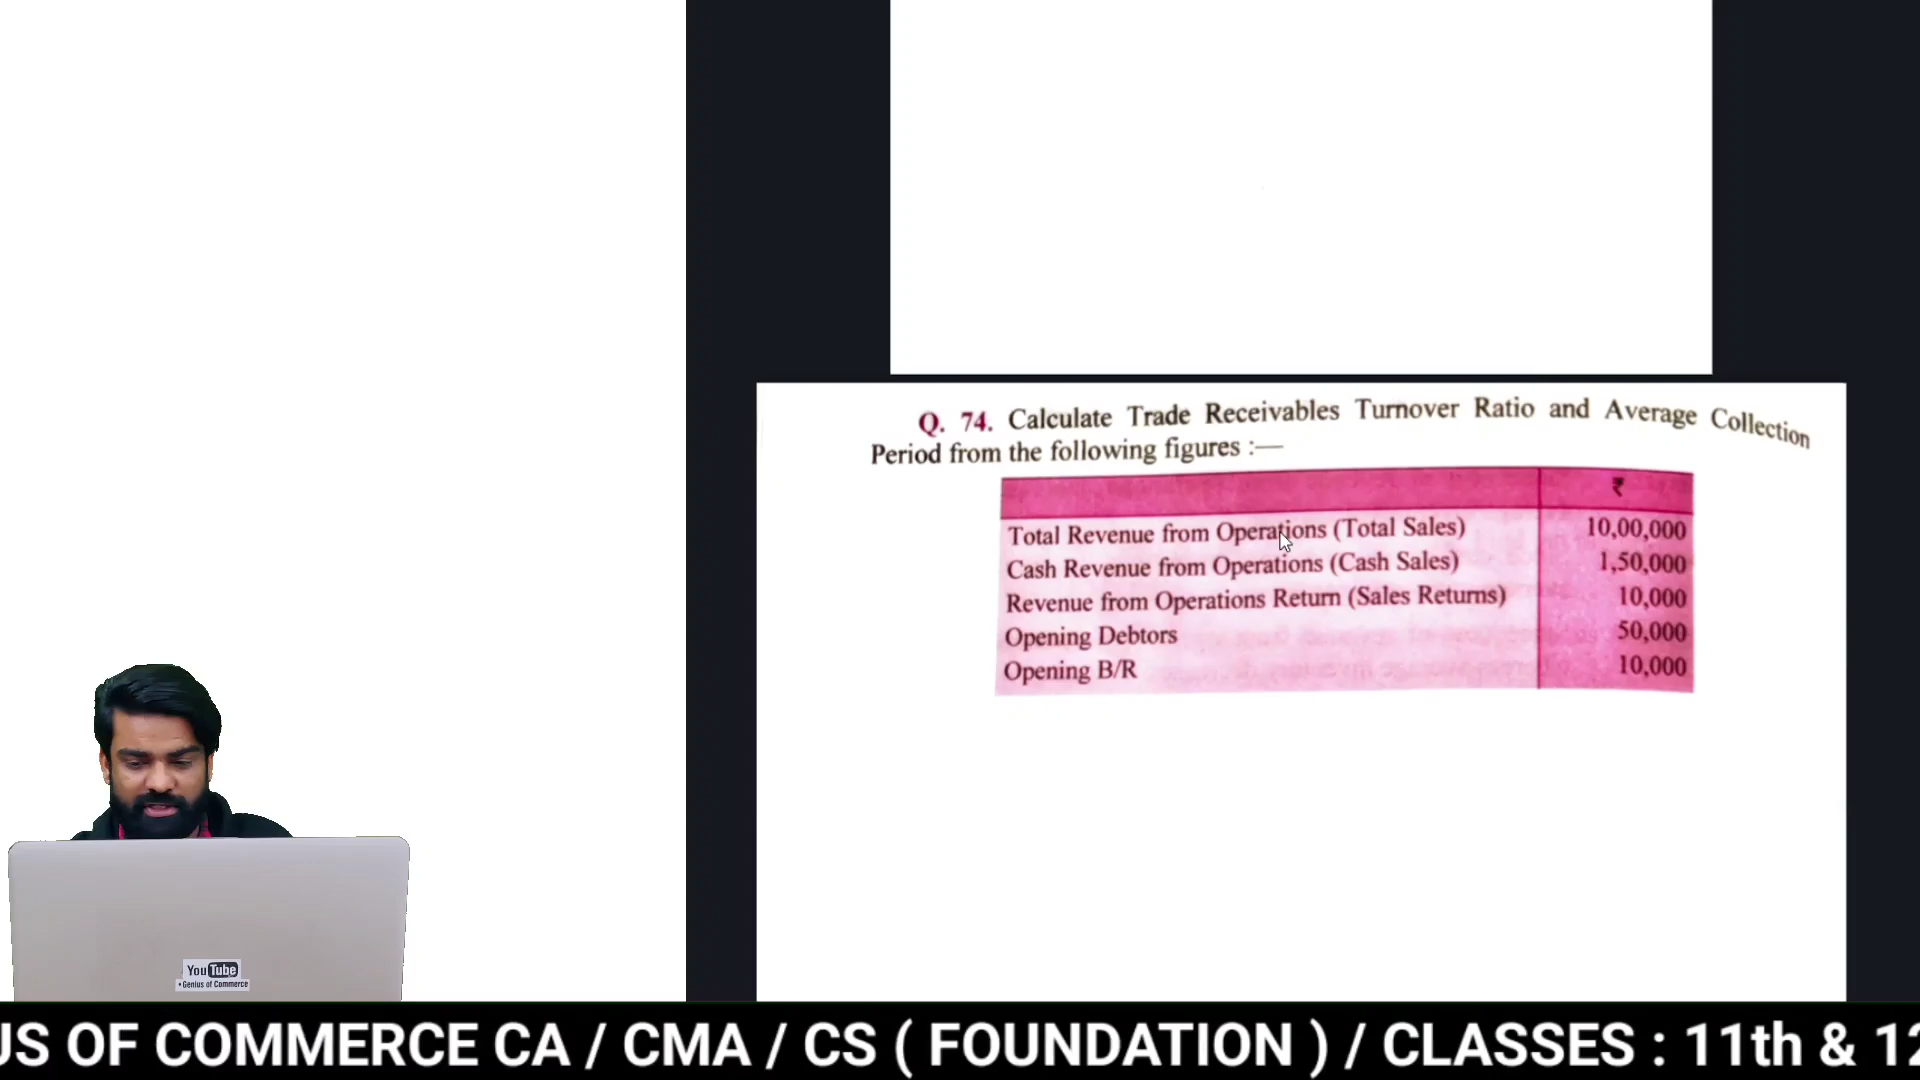 Q. 74. Calculate Trade Receivables Turnover Ratio and Average Collection
Period from the following figures :—
₹
Total Revenue from Operations (Total Sales) 10,00,000
Cash Revenue from Operations (Cash Sales) 1,50,000
Revenue from Operations Return (Sales Returns) 10,000
Opening Debtors 50,000
Opening B/R 10,000
YouTube
• Genius of Commerce
US OF COMMERCE CA / CMA / CS ( FOUNDATION ) / CLASSES : 11th & 12